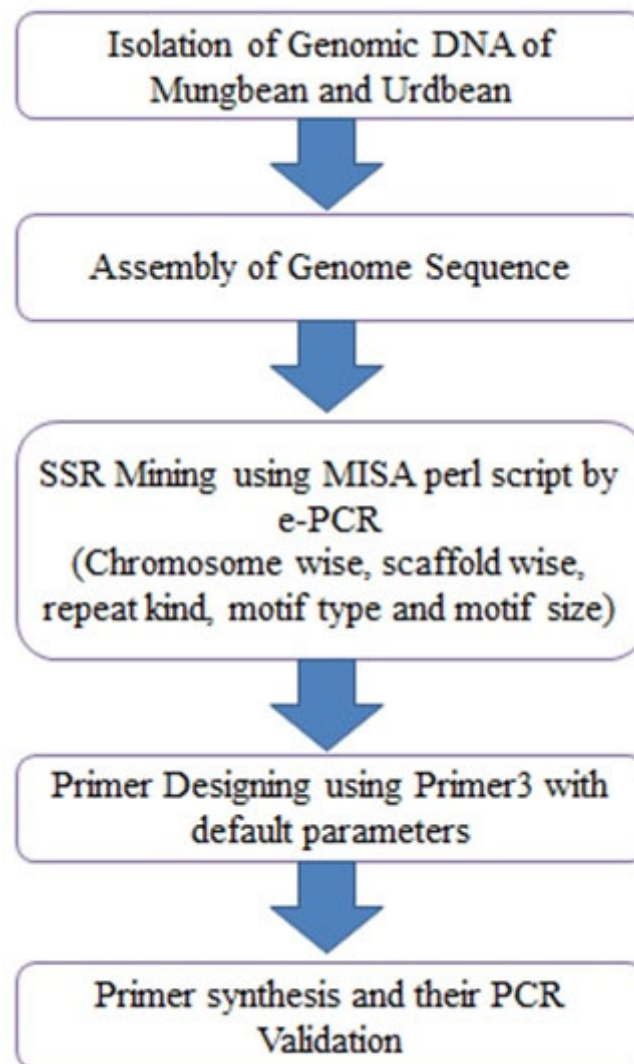 Isolation of Genomic DNA of
Mungbean and Urdbean
Assembly of Genome Sequence
SSR Mining using MISA perl script by
e-PCR
(Chromosome wise, scaffold wise,
repeat kind, motif type and motif size)
Primer Designing using Primer3 with
default parameters
Primer synthesis and their PCR
Validation